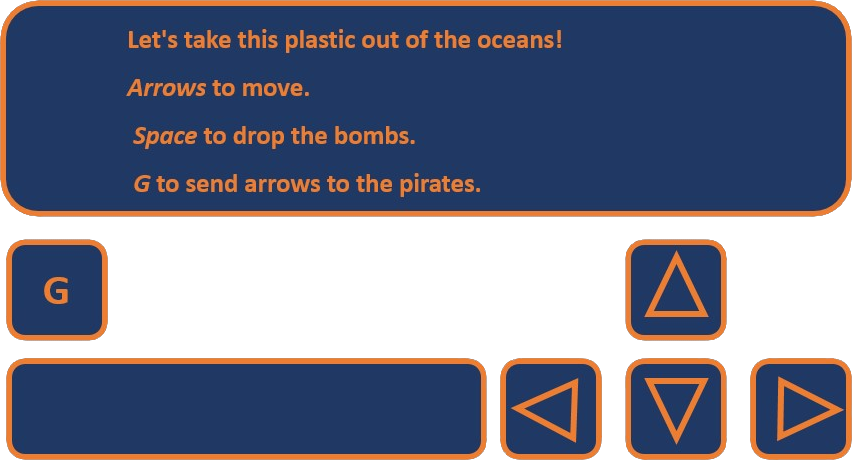 Let's take this plastic out of the oceans!
Arrows to move.
Space to drop the bombs.
G to send arrows to the pirates.
G